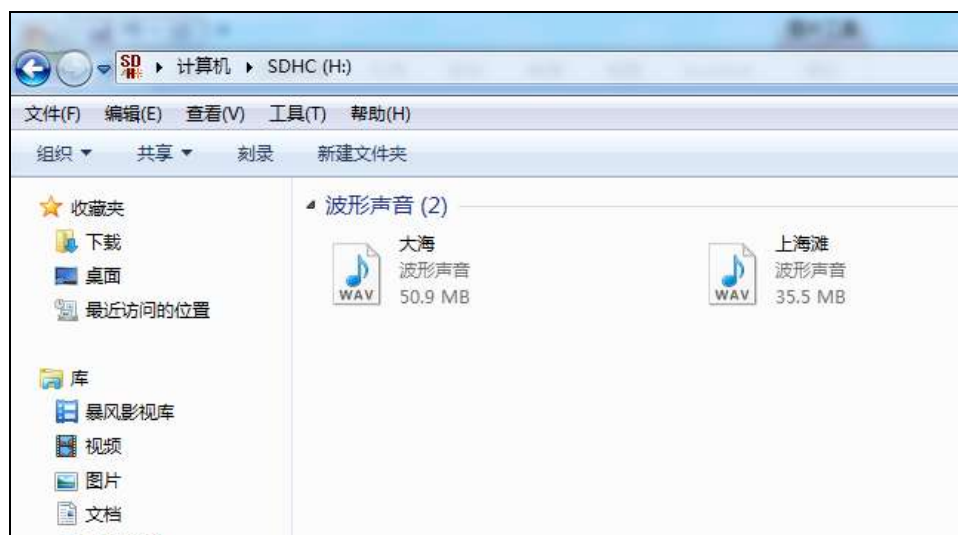 SD
计算机 SDHC (H:)
文件(F) 编辑(E) 查看(V) 工具(T) 帮助(H)
组织 共享 刻录 新建文件夹
收藏夹
下载
桌面
最近访问的位置
库
暴风影视库
视频
图片
文档
波形声音 (2)
大海
波形声音
WAV 50.9 MB
上海滩
波形声音
WAV 35.5 MB